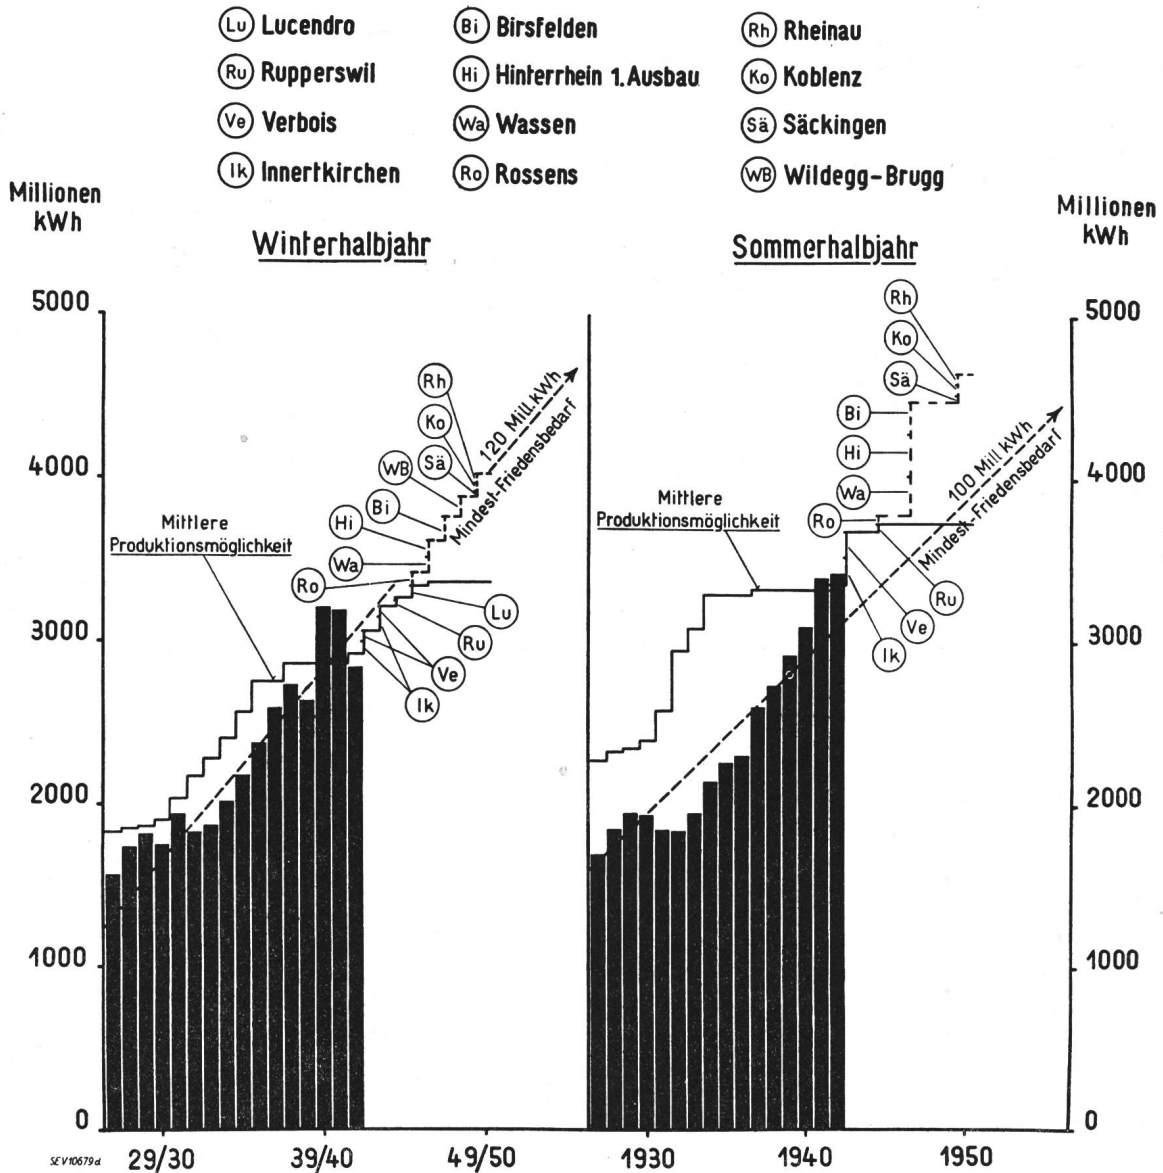 Lu Lucendro
Bi Birsfelden
Rh Rheinau
Ru Rupperswil
Hi Hinterrhein 1. Ausbau
Ko Koblenz
Ve Verbois
Wa Wassen
Sä Säckingen
Ik Innertkirchen
Ro Rossens
WB Wildegg-Brugg
Millionen
kWh
Winterhalbjahr
5000
4000
3000
2000
1000
0
Mittlere
Produktionsmöglichkeit
Rh
Ko
Sä
WB
Bi
Hi
Wa
Ro
Lu
Ru
Ve
Ik
120 Mill. kWh
Mindest-Friedensbedarf
29/30
39/40
49/50
SEV10679d
Sommerhalbjahr
Millionen
kWh
Rh
Ko
Sä
Bi
Hi
Wa
Ro
Mittlere
Produktionsmöglichkeit
Ru
Ve
Ik
100 Mill. kWh
Mindest-Friedensbedarf
5000
4000
3000
2000
1000
0
1930
1940
1950